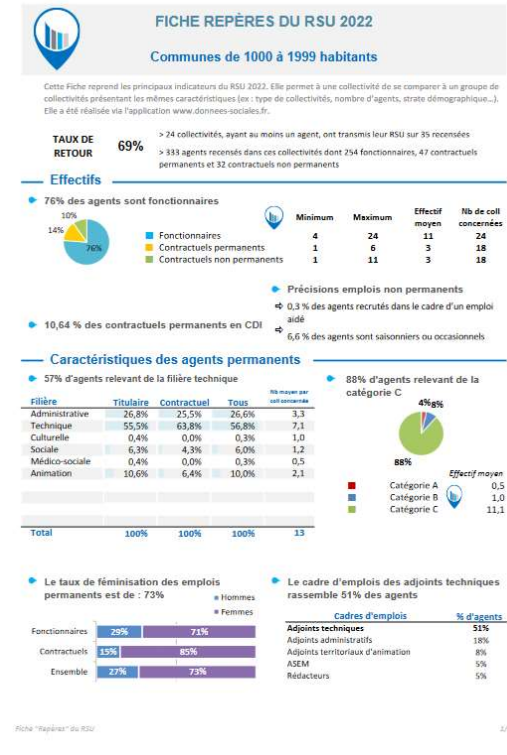 FICHE REPÈRES DU RSU 2022
Communes de 1000 à 1999 habitants
Cette Fiche reprend les principaux indicateurs du RSU 2022. Elle permet à une collectivité de se comparer à un groupe de
collectivités présentant les mêmes caractéristiques (ex : type de collectivités, nombre d'agents, strate démographique…).
Elle a été réalisée via l'application www.donnees-sociales.fr.
TAUX DE RETOUR
69%
> 24 collectivités, ayant au moins un agent, ont transmis leur RSU sur 35 recensées
> 333 agents recensés dans ces collectivités dont 254 fonctionnaires, 47 contractuels
permanents et 32 contractuels non permanents
Effectifs
76% des agents sont fonctionnaires
10%
14%
76%
Minimum Maximum Effectif moyen Nb de coll concernées
Fonctionnaires 4 24 11 24
Contractuels permanents 1 6 3 18
Contractuels non permanents 1 11 3 18
Précisions emplois non permanents
0,3 % des agents recrutés dans le cadre d'un emploi
aidé
10,64 % des contractuels permanents en CDI
6,6 % des agents sont saisonniers ou occasionnels
Caractéristiques des agents permanents
57% d'agents relevant de la filière technique
Filière Titulaire Contractuel Tous Nb moyen par coll concernée
Administrative 26,8% 25,5% 26,6% 3,3
Technique 55,5% 63,8% 56,8% 7,1
Culturelle 0,4% 0,0% 0,3% 1,0
Sociale 6,3% 4,3% 6,0% 1,2
Médico-sociale 0,4% 0,0% 0,3% 0,5
Animation 10,6% 6,4% 10,0% 2,1
Total 100% 100% 100% 13
88% d'agents relevant de la
catégorie C
4%
8%
88%
Effectif moyen
Catégorie A 0,5
Catégorie B 1,0
Catégorie C 11,1
Le taux de féminisation des emplois
permanents est de : 73%
Hommes
Femmes
Fonctionnaires 29% 71%
Contractuels 15% 85%
Ensemble 27% 73%
Le cadre d'emplois des adjoints techniques
rassemble 51% des agents
Cadres d'emplois % d'agents
Adjoints techniques 51%
Adjoints administratifs 18%
Adjoints territoriaux d'animation 8%
ASEM 5%
Rédacteurs 5%
Fiche "Repères" du RSU 1/